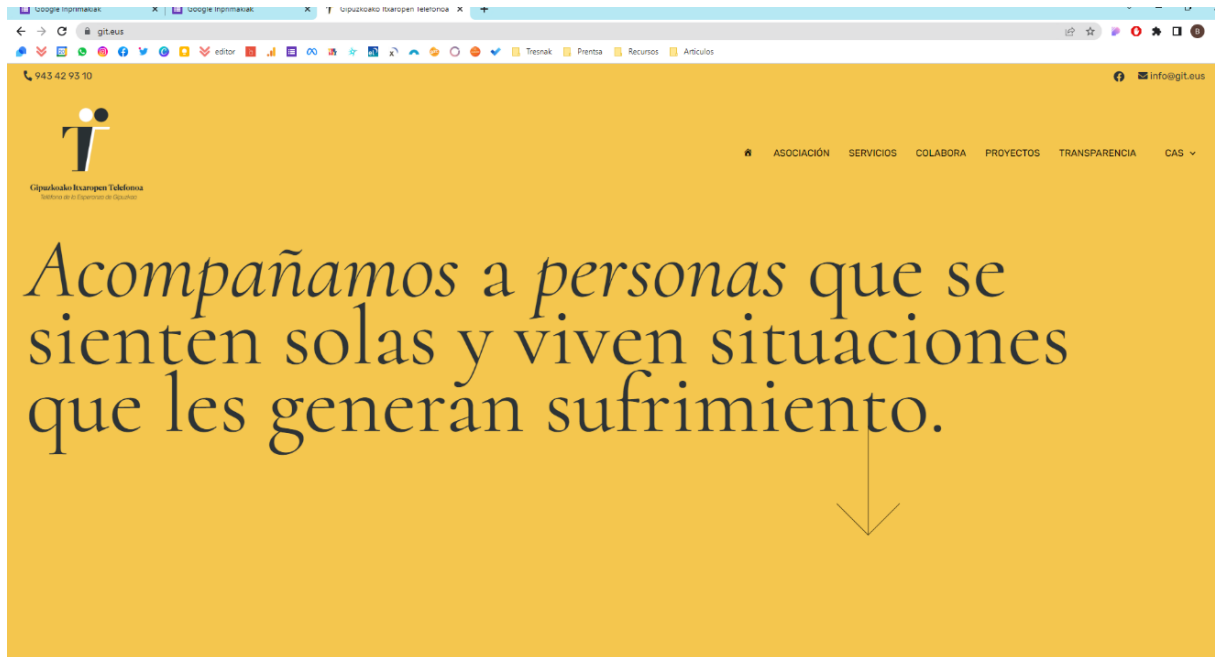 Google Inprimakiak
Google Inprimakiak
Gipuzkoako Itxaropen Telefonoa
git.eus
editor
Tresnak
Prentsa
Recursos
Articulos
943 42 93 10
info@git.eus
Gipuzkoako Itxaropen Telefonoa
Teléfono de la Esperanza de Gipuzkoa
ASOCIACIÓN SERVICIOS COLABORA PROYECTOS TRANSPARENCIA CAS
Acompañamos a personas que se
sienten solas y viven situaciones
que les generan sufrimiento.